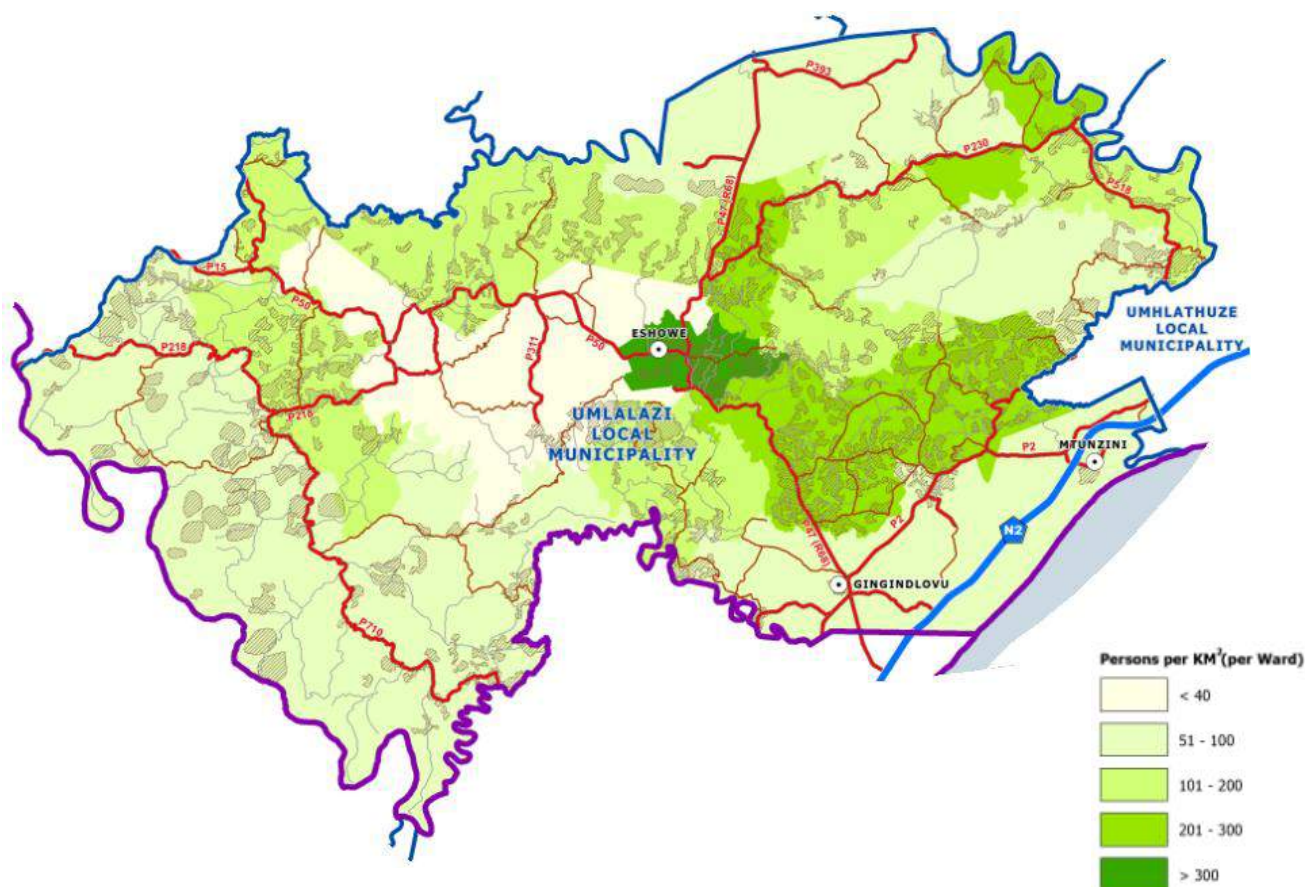 P393
P230
P518
P47 (R68)
P15
P50
P218
P311
ESHOWE
P50
UMHLATHUZE
LOCAL
MUNICIPALITY
P218
UMLALAZI
LOCAL
MUNICIPALITY
P2
MTUNZINI
P2
P47 (R68)
N2
GINGINDLOVU
P710
Persons per KM² (per Ward)
< 40
51 - 100
101 - 200
201 - 300
> 300